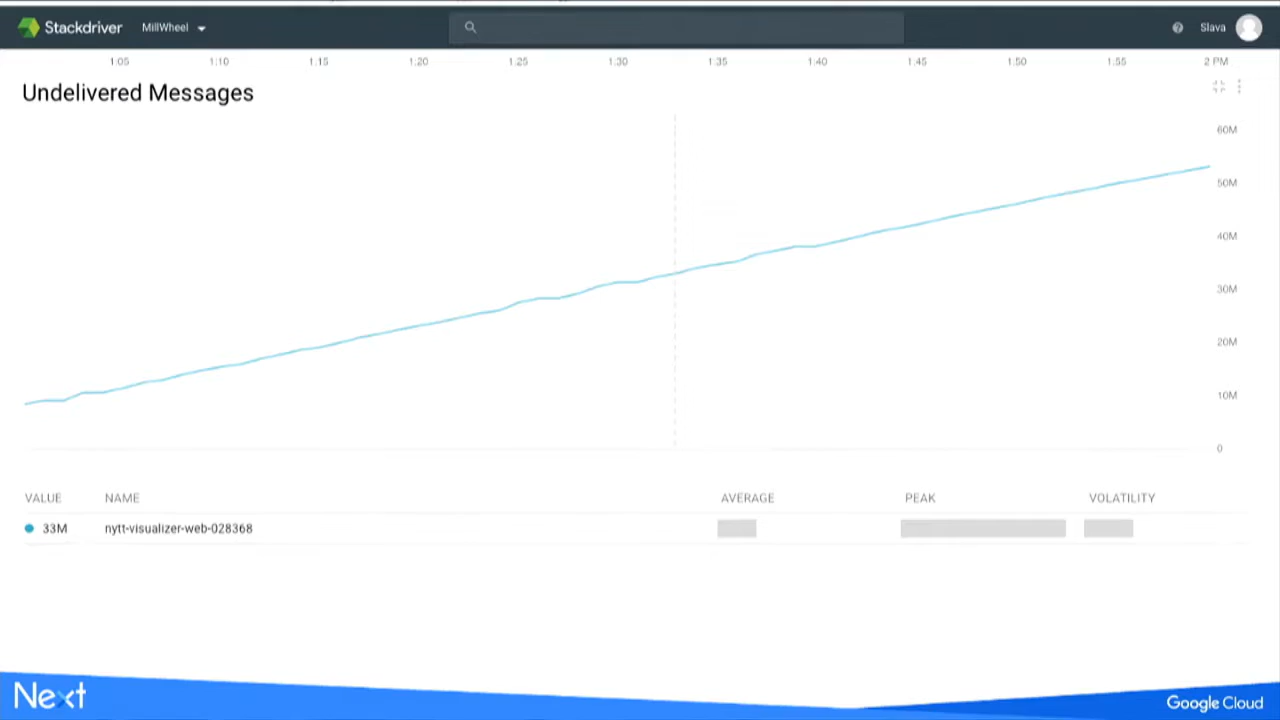 Stackdriver MillWheel Slava
1:05 1:10 1:15 1:20 1:25 1:30 1:35 1:40 1:45 1:50 1:55 2 PM
Undelivered Messages
60M
50M
40M
30M
20M
10M
0
VALUE NAME AVERAGE PEAK VOLATILITY
33M nytt-visualizer-web-028368
Next Google Cloud